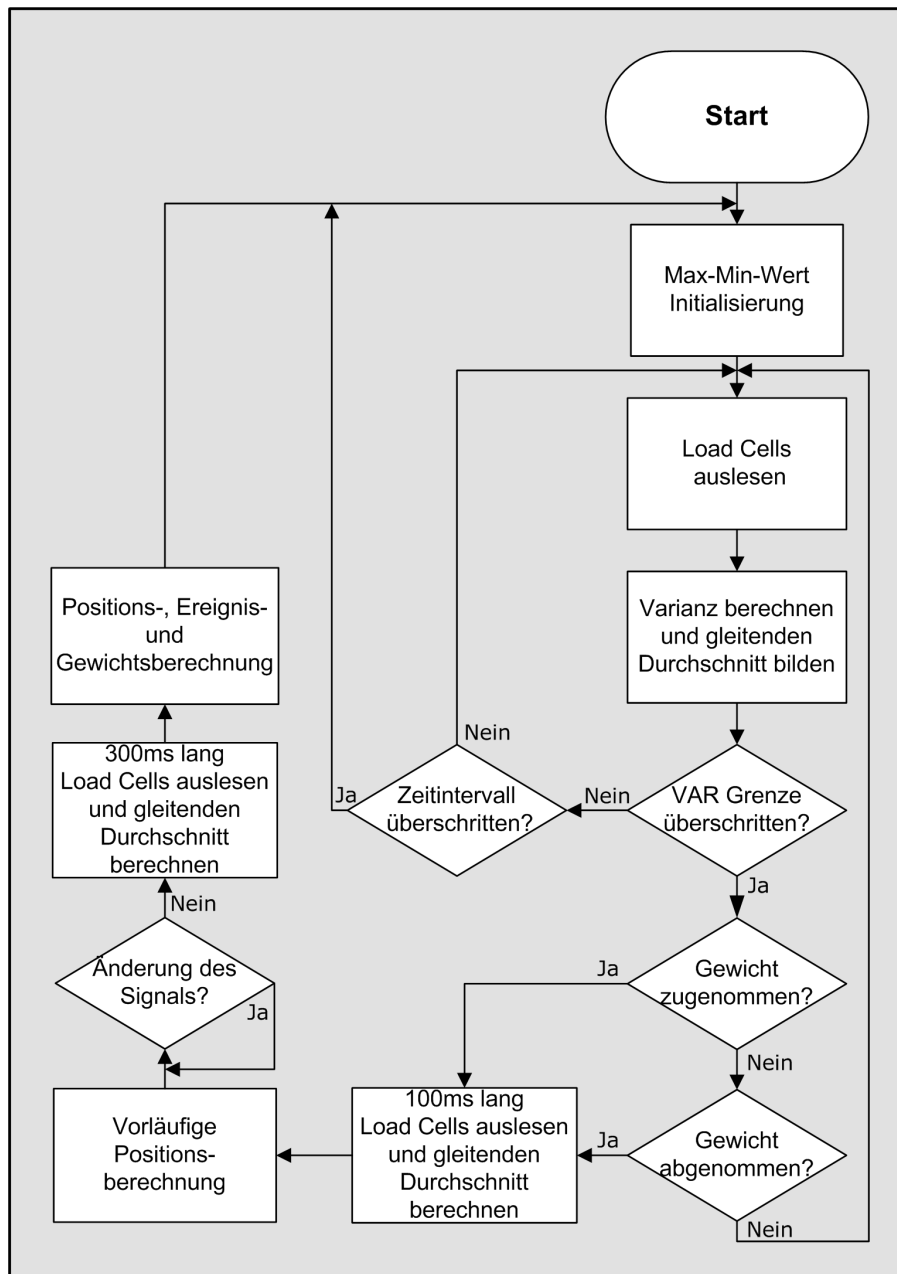 Start
Max-Min-Wert
Initialisierung
Load Cells
auslesen
Varianz berechnen
und gleitenden
Durchschnitt bilden
VAR Grenze
überschritten?
Nein
Ja
Zeitintervall
überschritten?
Nein
Ja
Gewicht
zugenommen?
Ja
Nein
Gewicht
abgenommen?
Ja
Nein
100ms lang
Load Cells auslesen
und gleitenden
Durchschnitt
berechnen
Vorläufige
Positions-
berechnung
Änderung des
Signals?
Ja
Nein
300ms lang
Load Cells auslesen
und gleitenden
Durchschnitt
berechnen
Positions-, Ereignis-
und
Gewichtsberechnung